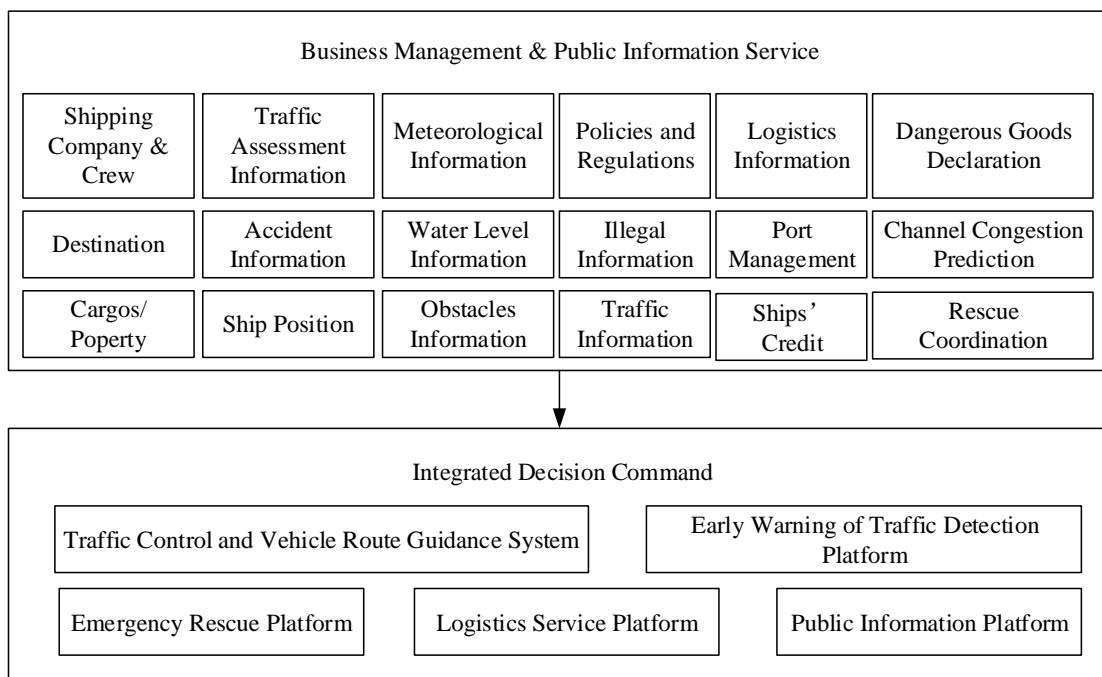 Business Management & Public Information Service
Shipping
Company &
Crew
Traffic
Assessment
Information
Meteorological
Information
Policies and
Regulations
Logistics
Information
Dangerous Goods
Declaration
Destination
Accident
Information
Water Level
Information
Illegal
Information
Port
Management
Channel Congestion
Prediction
Cargos/
Poperty
Ship Position
Obstacles
Information
Traffic
Information
Ships’
Credit
Rescue
Coordination
Integrated Decision Command
Traffic Control and Vehicle Route Guidance System
Early Warning of Traffic Detection
Platform
Emergency Rescue Platform
Logistics Service Platform
Public Information Platform